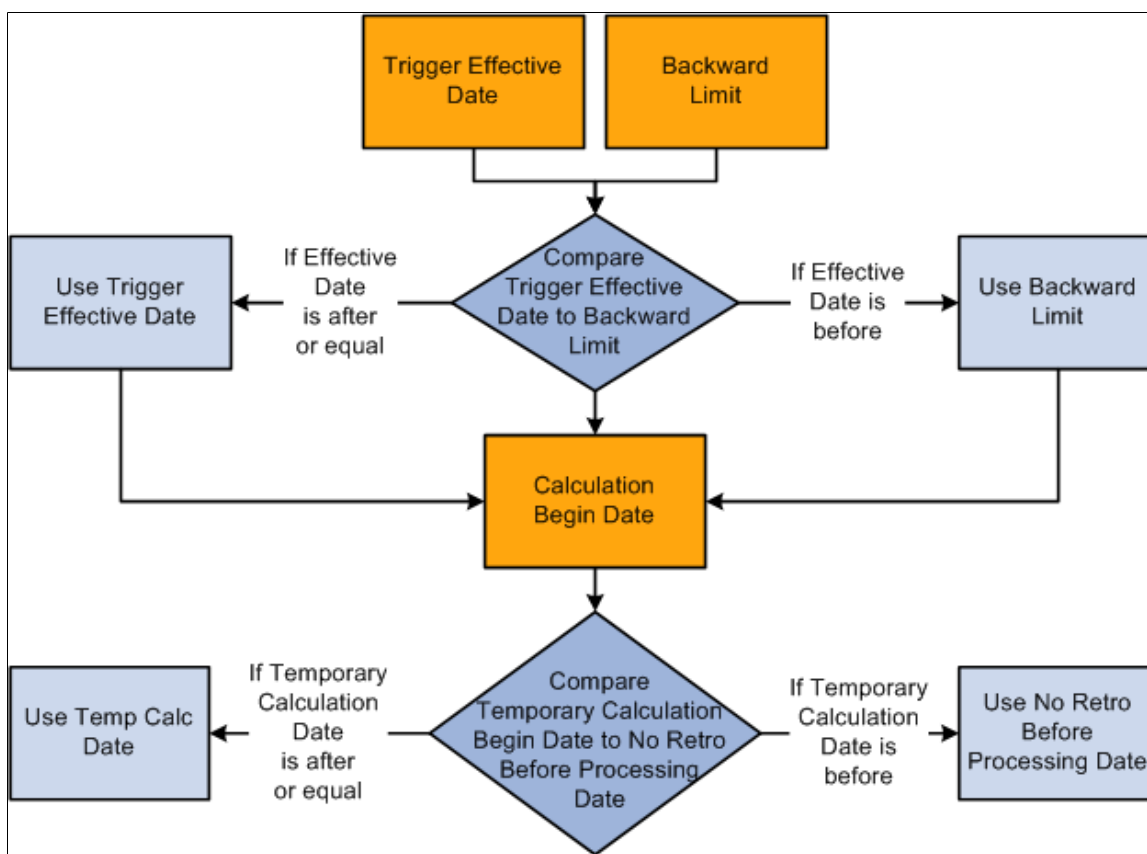 Trigger Effective
Date
Backward
Limit
Compare
Trigger Effective
Date to Backward
Limit
If Effective
Date
is after
or equal
Use Trigger
Effective Date
If Effective
Date is
before
Use Backward
Limit
Calculation
Begin Date
Compare
Temporary Calculation
Begin Date to No Retro
Before Processing
Date
If Temporary
Calculation
Date
is after
or equal
Use Temp Calc
Date
If Temporary
Calculation
Date is
before
Use No Retro
Before
Processing Date